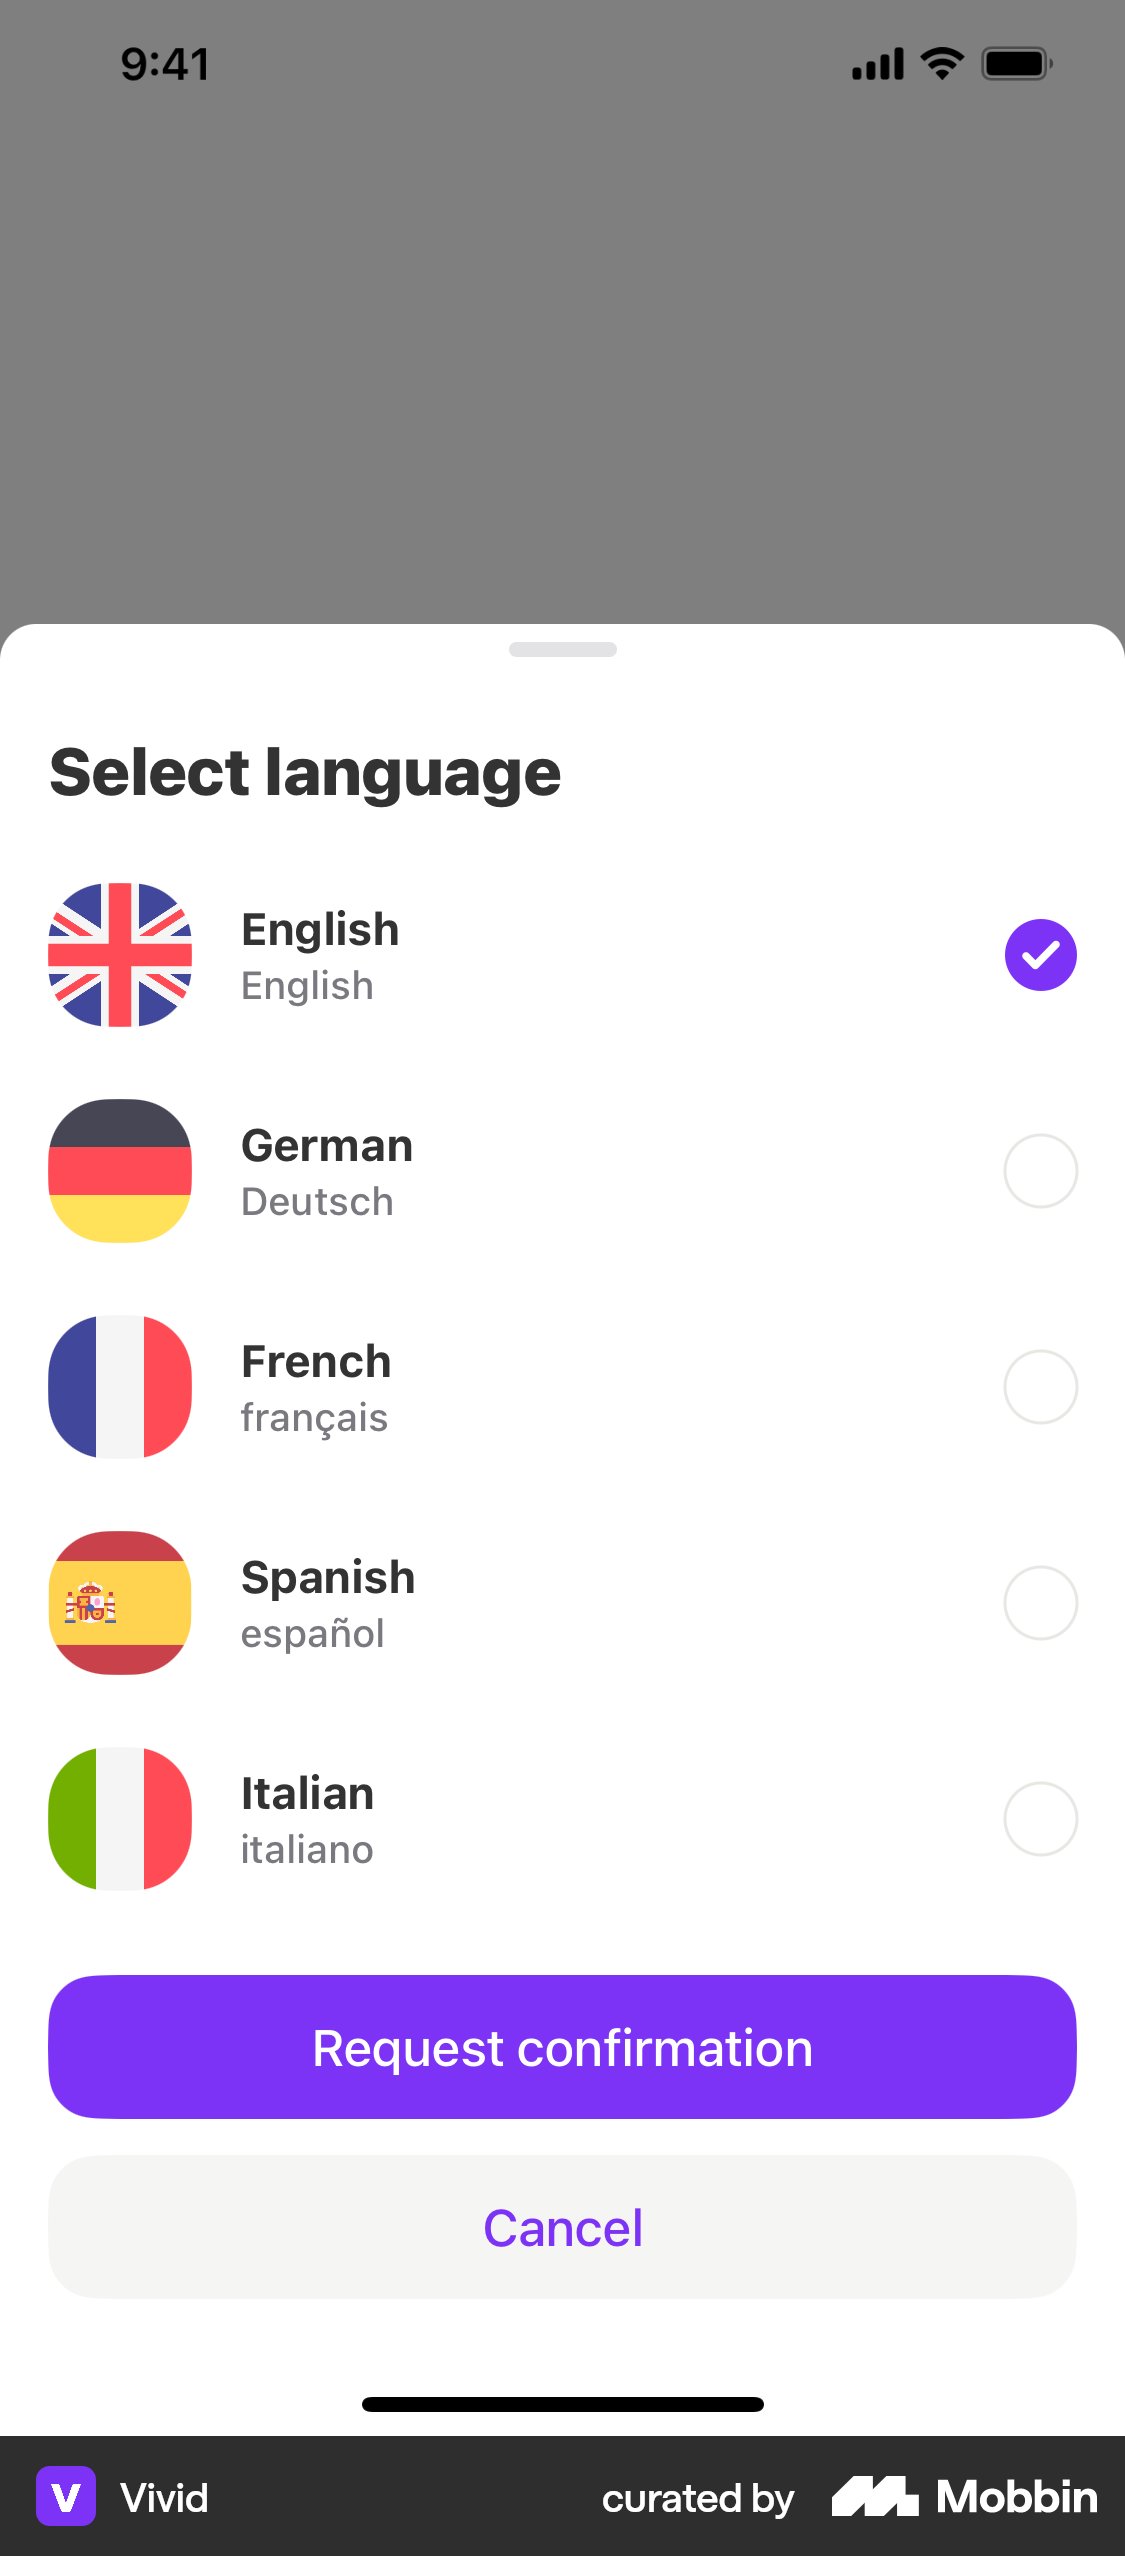 9:41
Select language
English
English
German
Deutsch
French
français
Spanish
español
Italian
italiano
Request confirmation
Cancel
V Vivid
curated by Mobbin